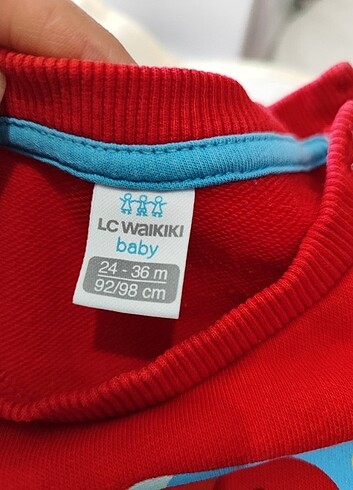 LC WAIKIKI
baby
24 - 36 m
92/98 cm